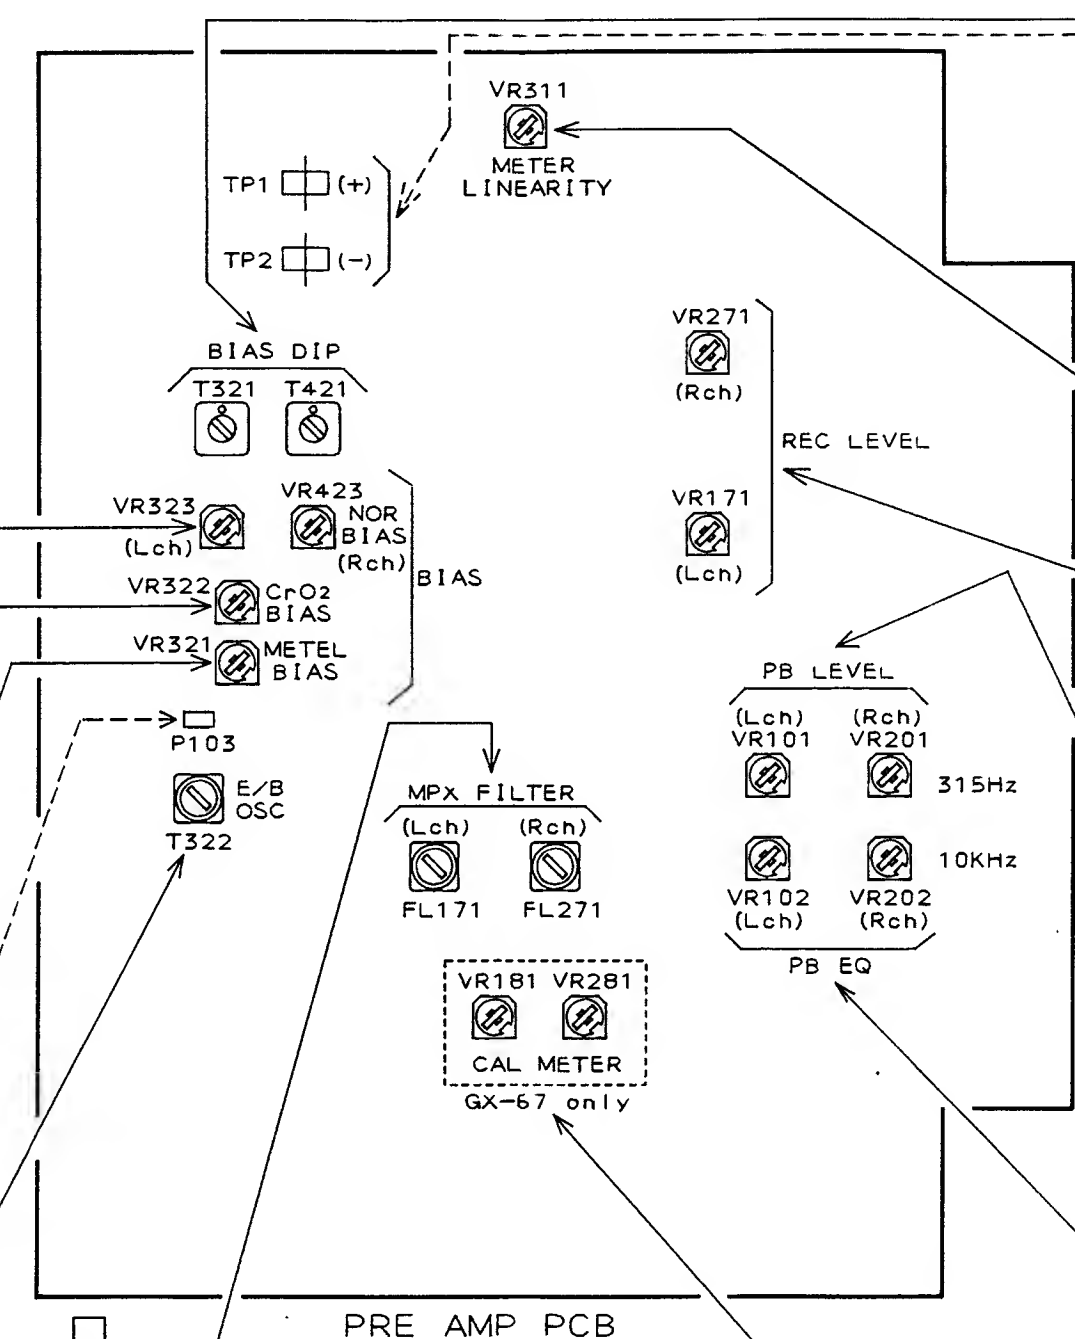 VR311
METER
LINEARITY
TP1 (+)
TP2 (-)
BIAS DIP
T321 T421
VR271
(Rch)
REC LEVEL
VR171
(Lch)
VR323
(Lch)
VR423
NOR
BIAS
(Rch)
BIAS
VR322
CrO2
BIAS
VR321
METEL
BIAS
P103
E/B
OSC
T322
MPX FILTER
(Lch) (Rch)
FL171 FL271
PB LEVEL
(Lch) (Rch)
VR101 VR201
315Hz
10KHz
VR102 VR202
(Lch) (Rch)
PB EQ
VR181 VR281
CAL METER
GX-67 only
PRE AMP PCB